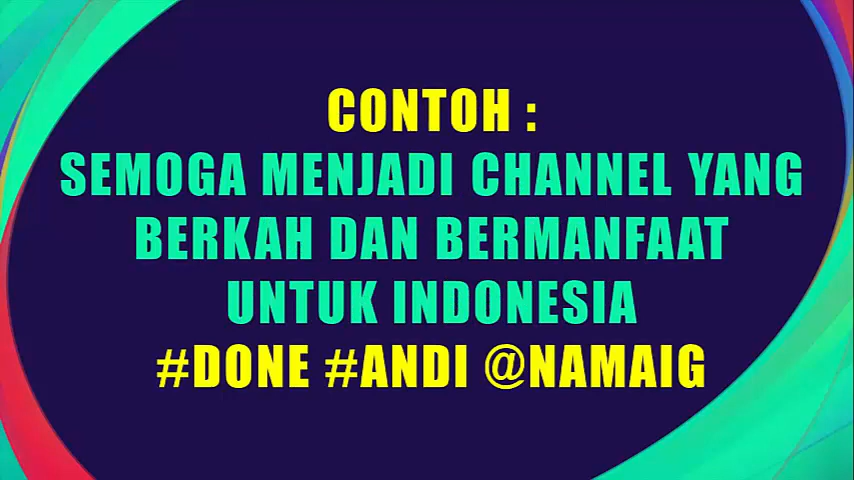 CONTOH :
SEMOGA MENJADI CHANNEL YANG
BERKAH DAN BERMANFAAT
UNTUK INDONESIA
#DONE #ANDI @NAMAIG